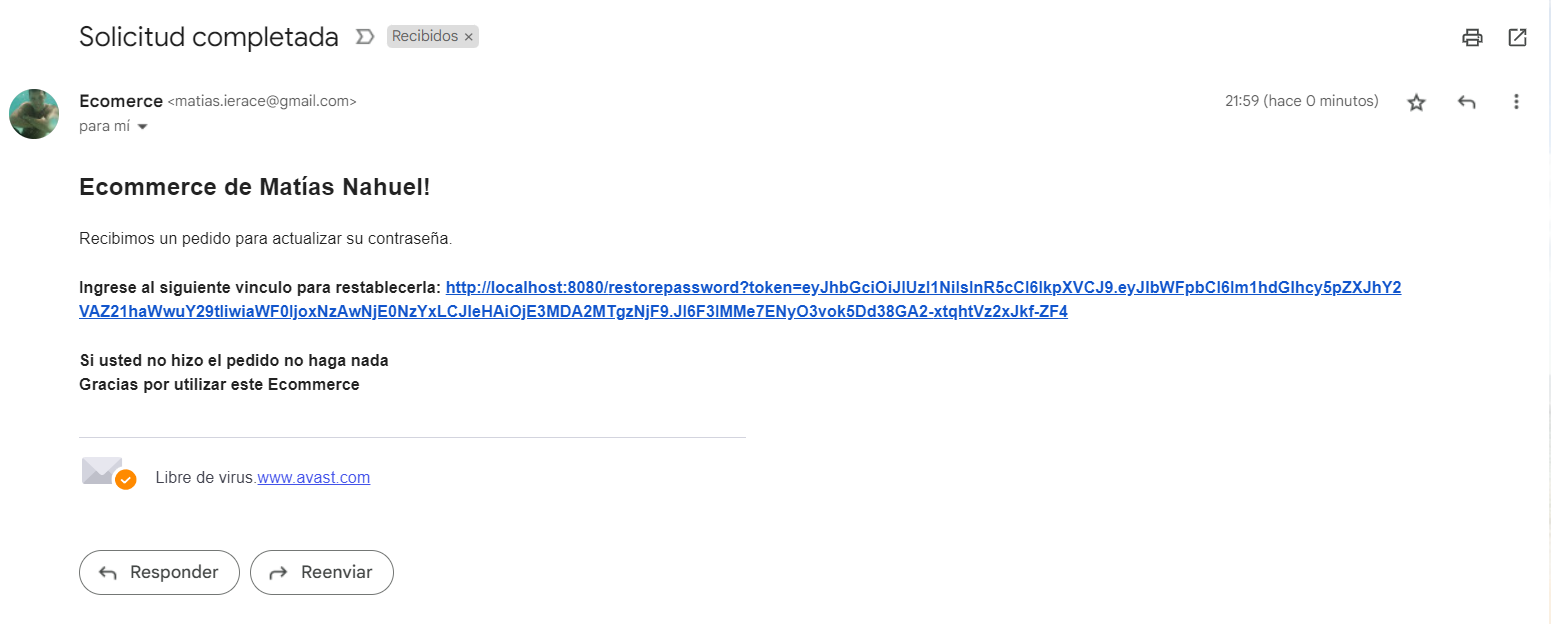 Solicitud completada Recibidos ×
Ecomerce <matias.ierace@gmail.com> 21:59 (hace 0 minutos)
para mí
Ecommerce de Matías Nahuel!
Recibimos un pedido para actualizar su contraseña.
Ingrese al siguiente vinculo para restablecerla: http://localhost:8080/restorepassword?token=eyJhbGciOiJIUzI1NiIsInR5cCI6IkpXVCJ9.eyJlbWFpbCI6Im1hdGlhcy5pZXJhY2
VAZ21haWwuY29tIiwiaWF0IjoxNzAwNjE0NzYxLCJleHAiOjE3MDA2MTgzNjF9.Jl6F3lMMe7ENyO3vok5Dd38GA2-xtqhtVz2xJkf-ZF4
Si usted no hizo el pedido no haga nada
Gracias por utilizar este Ecommerce
Libre de virus.www.avast.com
Responder Reenviar